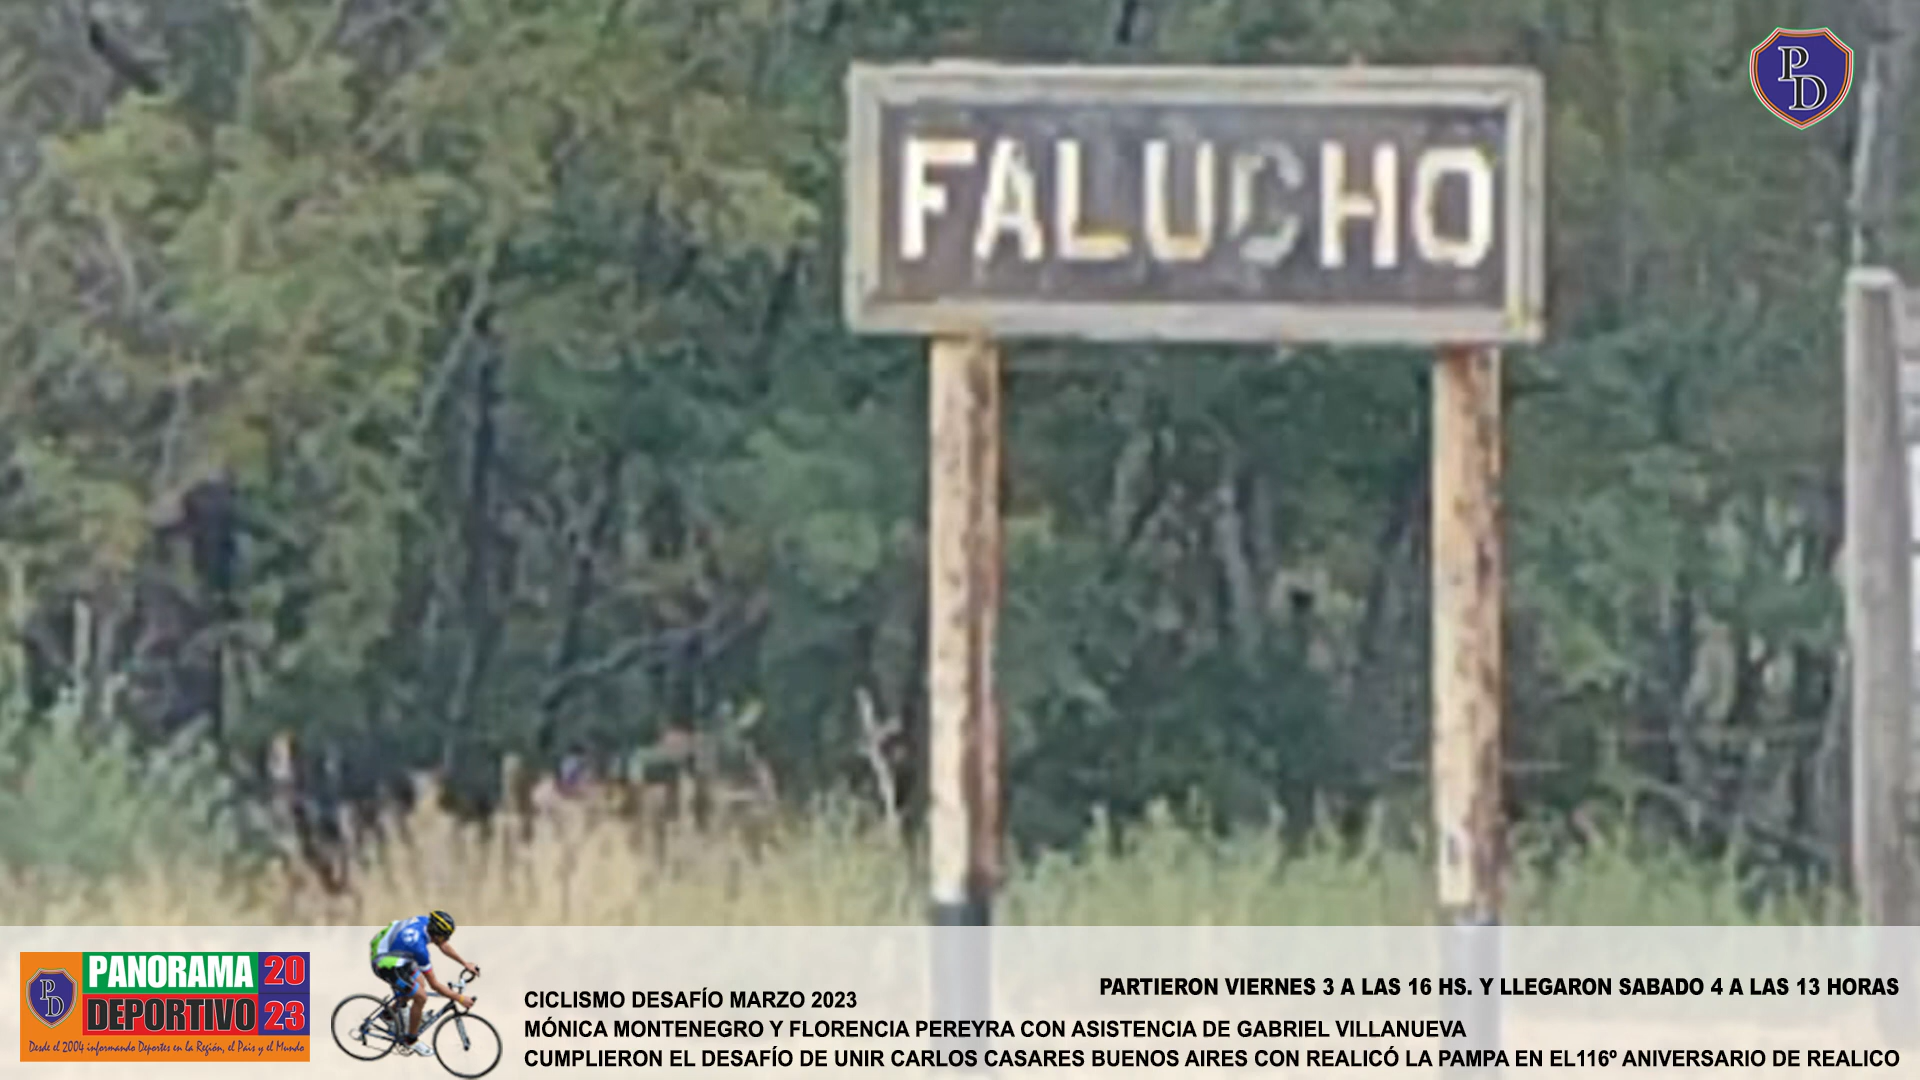 PD
FALUCHO
PD
PANORAMA 20
DEPORTIVO 23
Desde el 2004 informando Deportes en la Región, el País y el Mundo
PARTIERON VIERNES 3 A LAS 16 HS. Y LLEGARON SABADO 4 A LAS 13 HORAS
CICLISMO DESAFÍO MARZO 2023
MÓNICA MONTENEGRO Y FLORENCIA PEREYRA CON ASISTENCIA DE GABRIEL VILLANUEVA
CUMPLIERON EL DESAFÍO DE UNIR CARLOS CASARES BUENOS AIRES CON REALICÓ LA PAMPA EN EL116º ANIVERSARIO DE REALICO